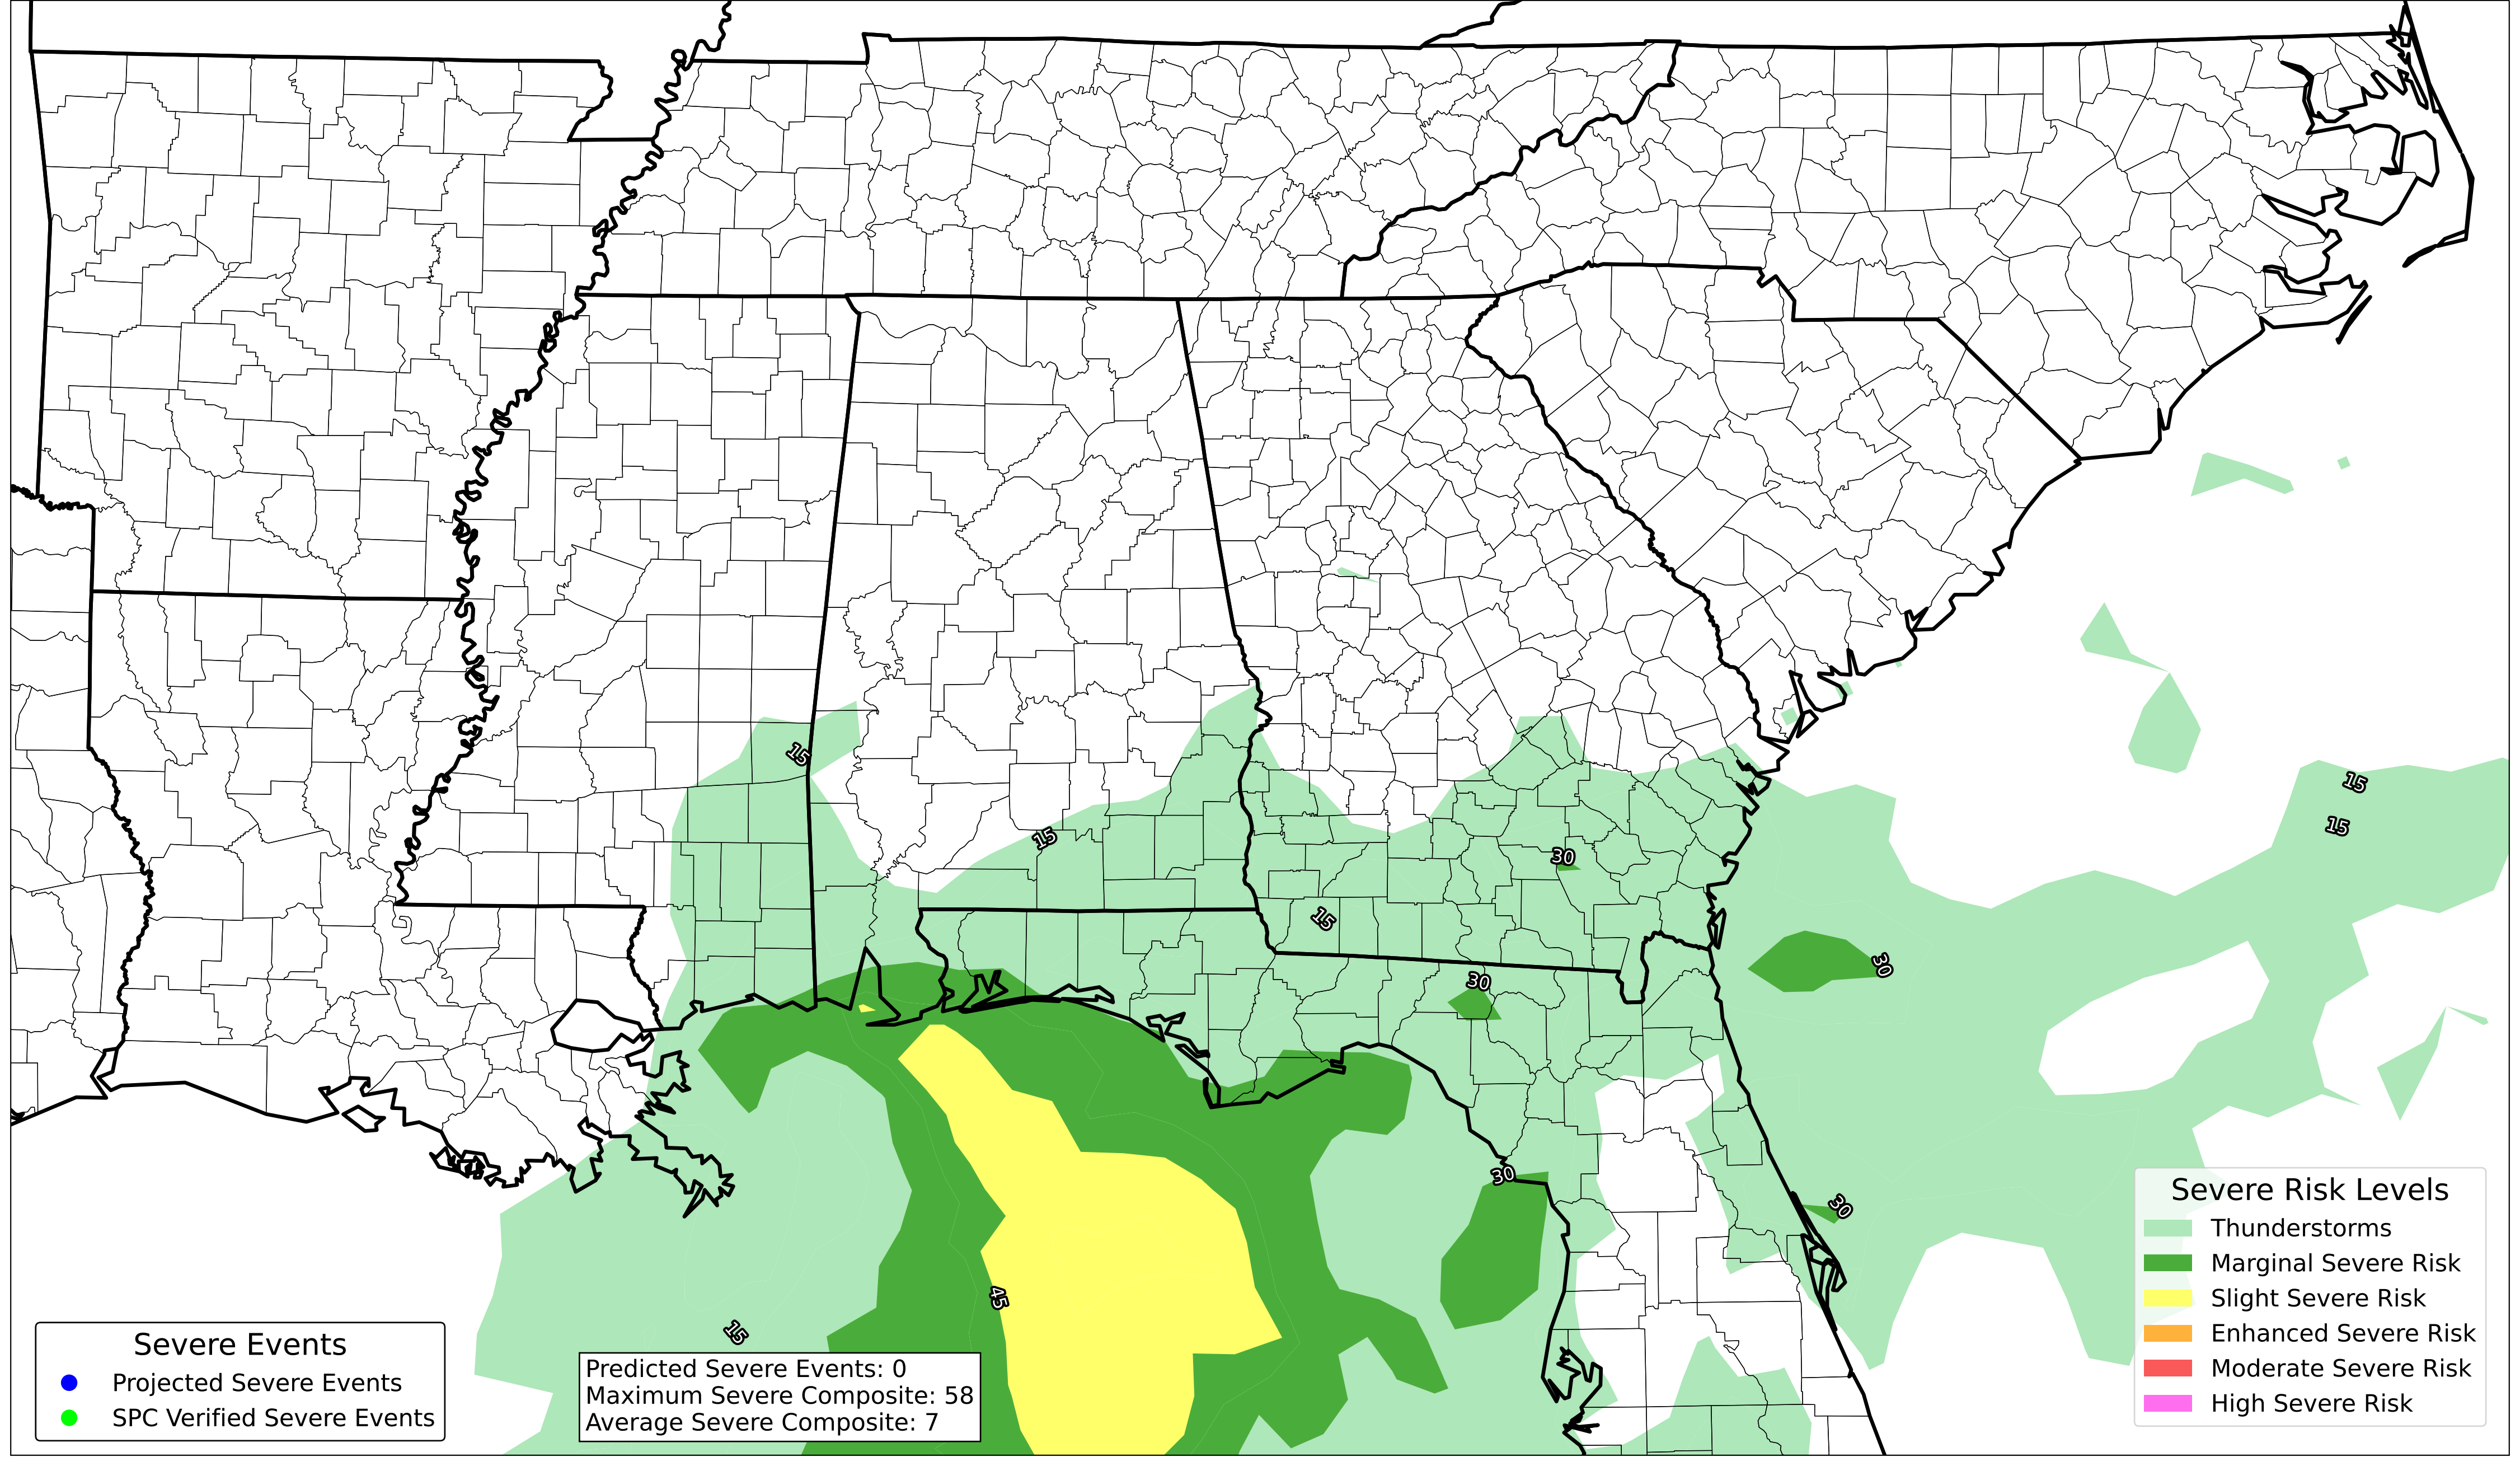 15
15
15
15
30
15
30
30
30
30
45
15
Severe Risk Levels
Thunderstorms
Marginal Severe Risk
Slight Severe Risk
Enhanced Severe Risk
Moderate Severe Risk
High Severe Risk
Severe Events
Projected Severe Events
SPC Verified Severe Events
Predicted Severe Events: 0
Maximum Severe Composite: 58
Average Severe Composite: 7